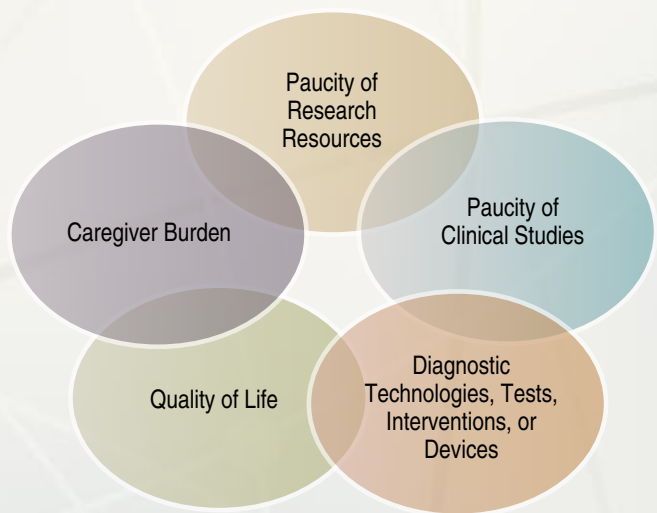 Paucity of
Research
Resources
Paucity of
Clinical Studies
Diagnostic
Technologies, Tests,
Interventions, or
Devices
Quality of Life
Caregiver Burden